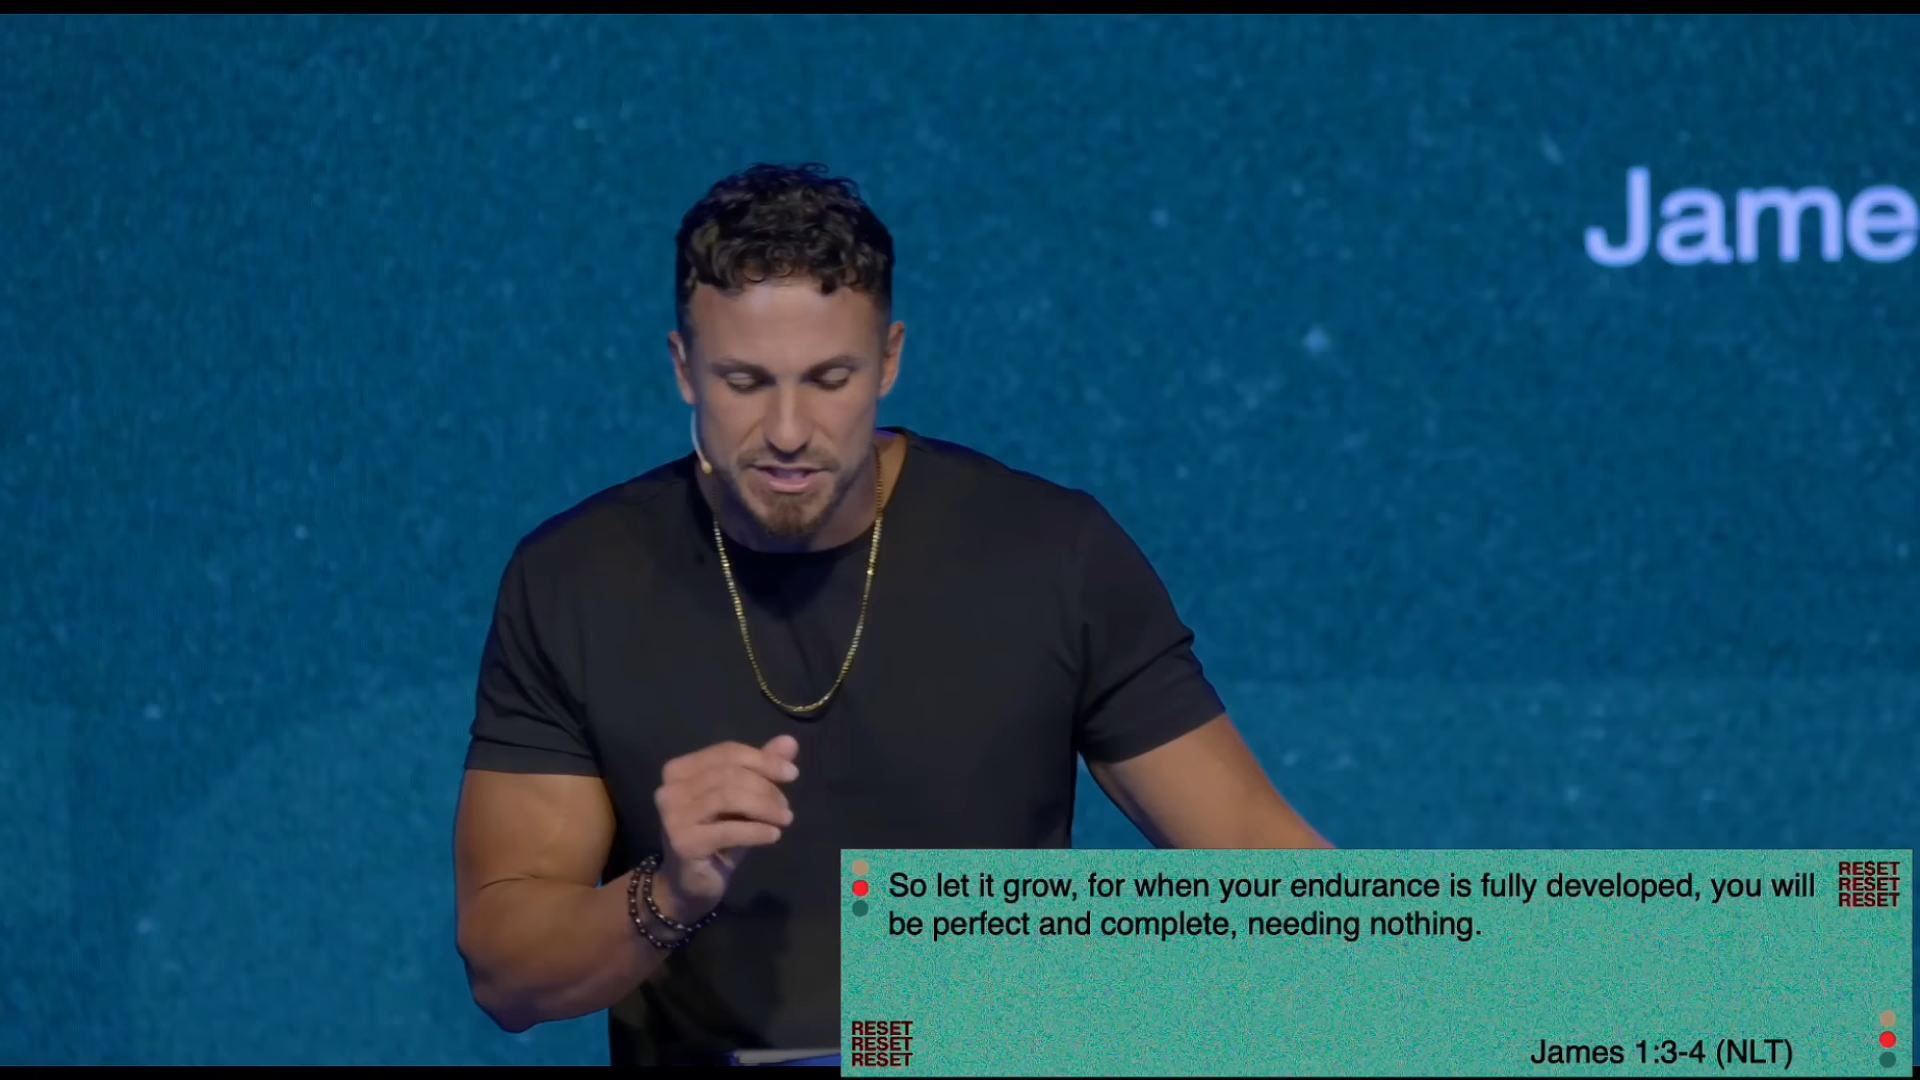 Jame
So let it grow, for when your endurance is fully developed, you will
be perfect and complete, needing nothing.
RESET
RESET
RESET
RESET
RESET
RESET
James 1:3-4 (NLT)